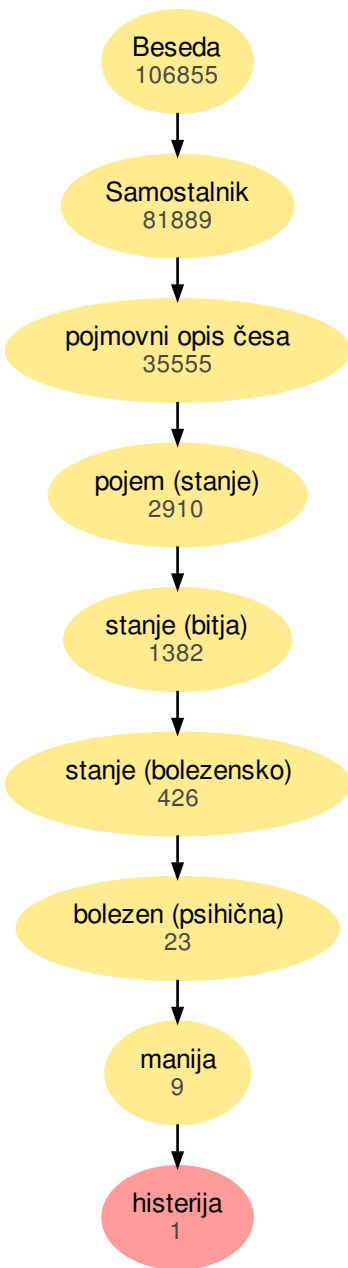 Beseda
106855
Samostalnik
81889
pojmovni opis česa
35555
pojem (stanje)
2910
stanje (bitja)
1382
stanje (bolezensko)
426
bolezen (psihična)
23
manija
9
histerija
1